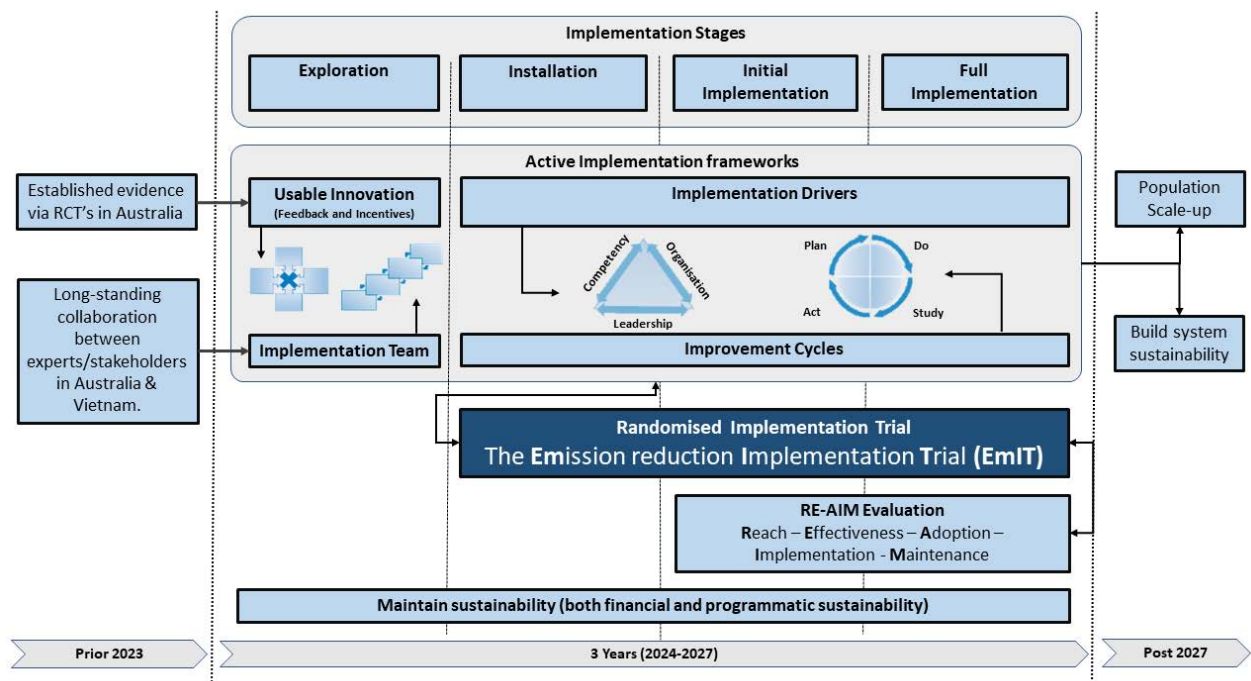 Implementation Stages
Exploration
Installation
Initial
Implementation
Full
Implementation
Active Implementation frameworks
Established evidence
via RCT's in Australia
Usable Innovation
(Feedback and Incentives)
Implementation Drivers
Population
Scale-up
Competency
Organisation
Leadership
Plan
Do
Act
Study
Long-standing
collaboration
between
experts/stakeholders
in Australia &
Vietnam.
Implementation Team
Improvement Cycles
Build system
sustainability
Randomised Implementation Trial
The Emission reduction Implementation Trial (EmIT)
RE-AIM Evaluation
Reach – Effectiveness – Adoption –
Implementation - Maintenance
Maintain sustainability (both financial and programmatic sustainability)
Prior 2023
3 Years (2024-2027)
Post 2027